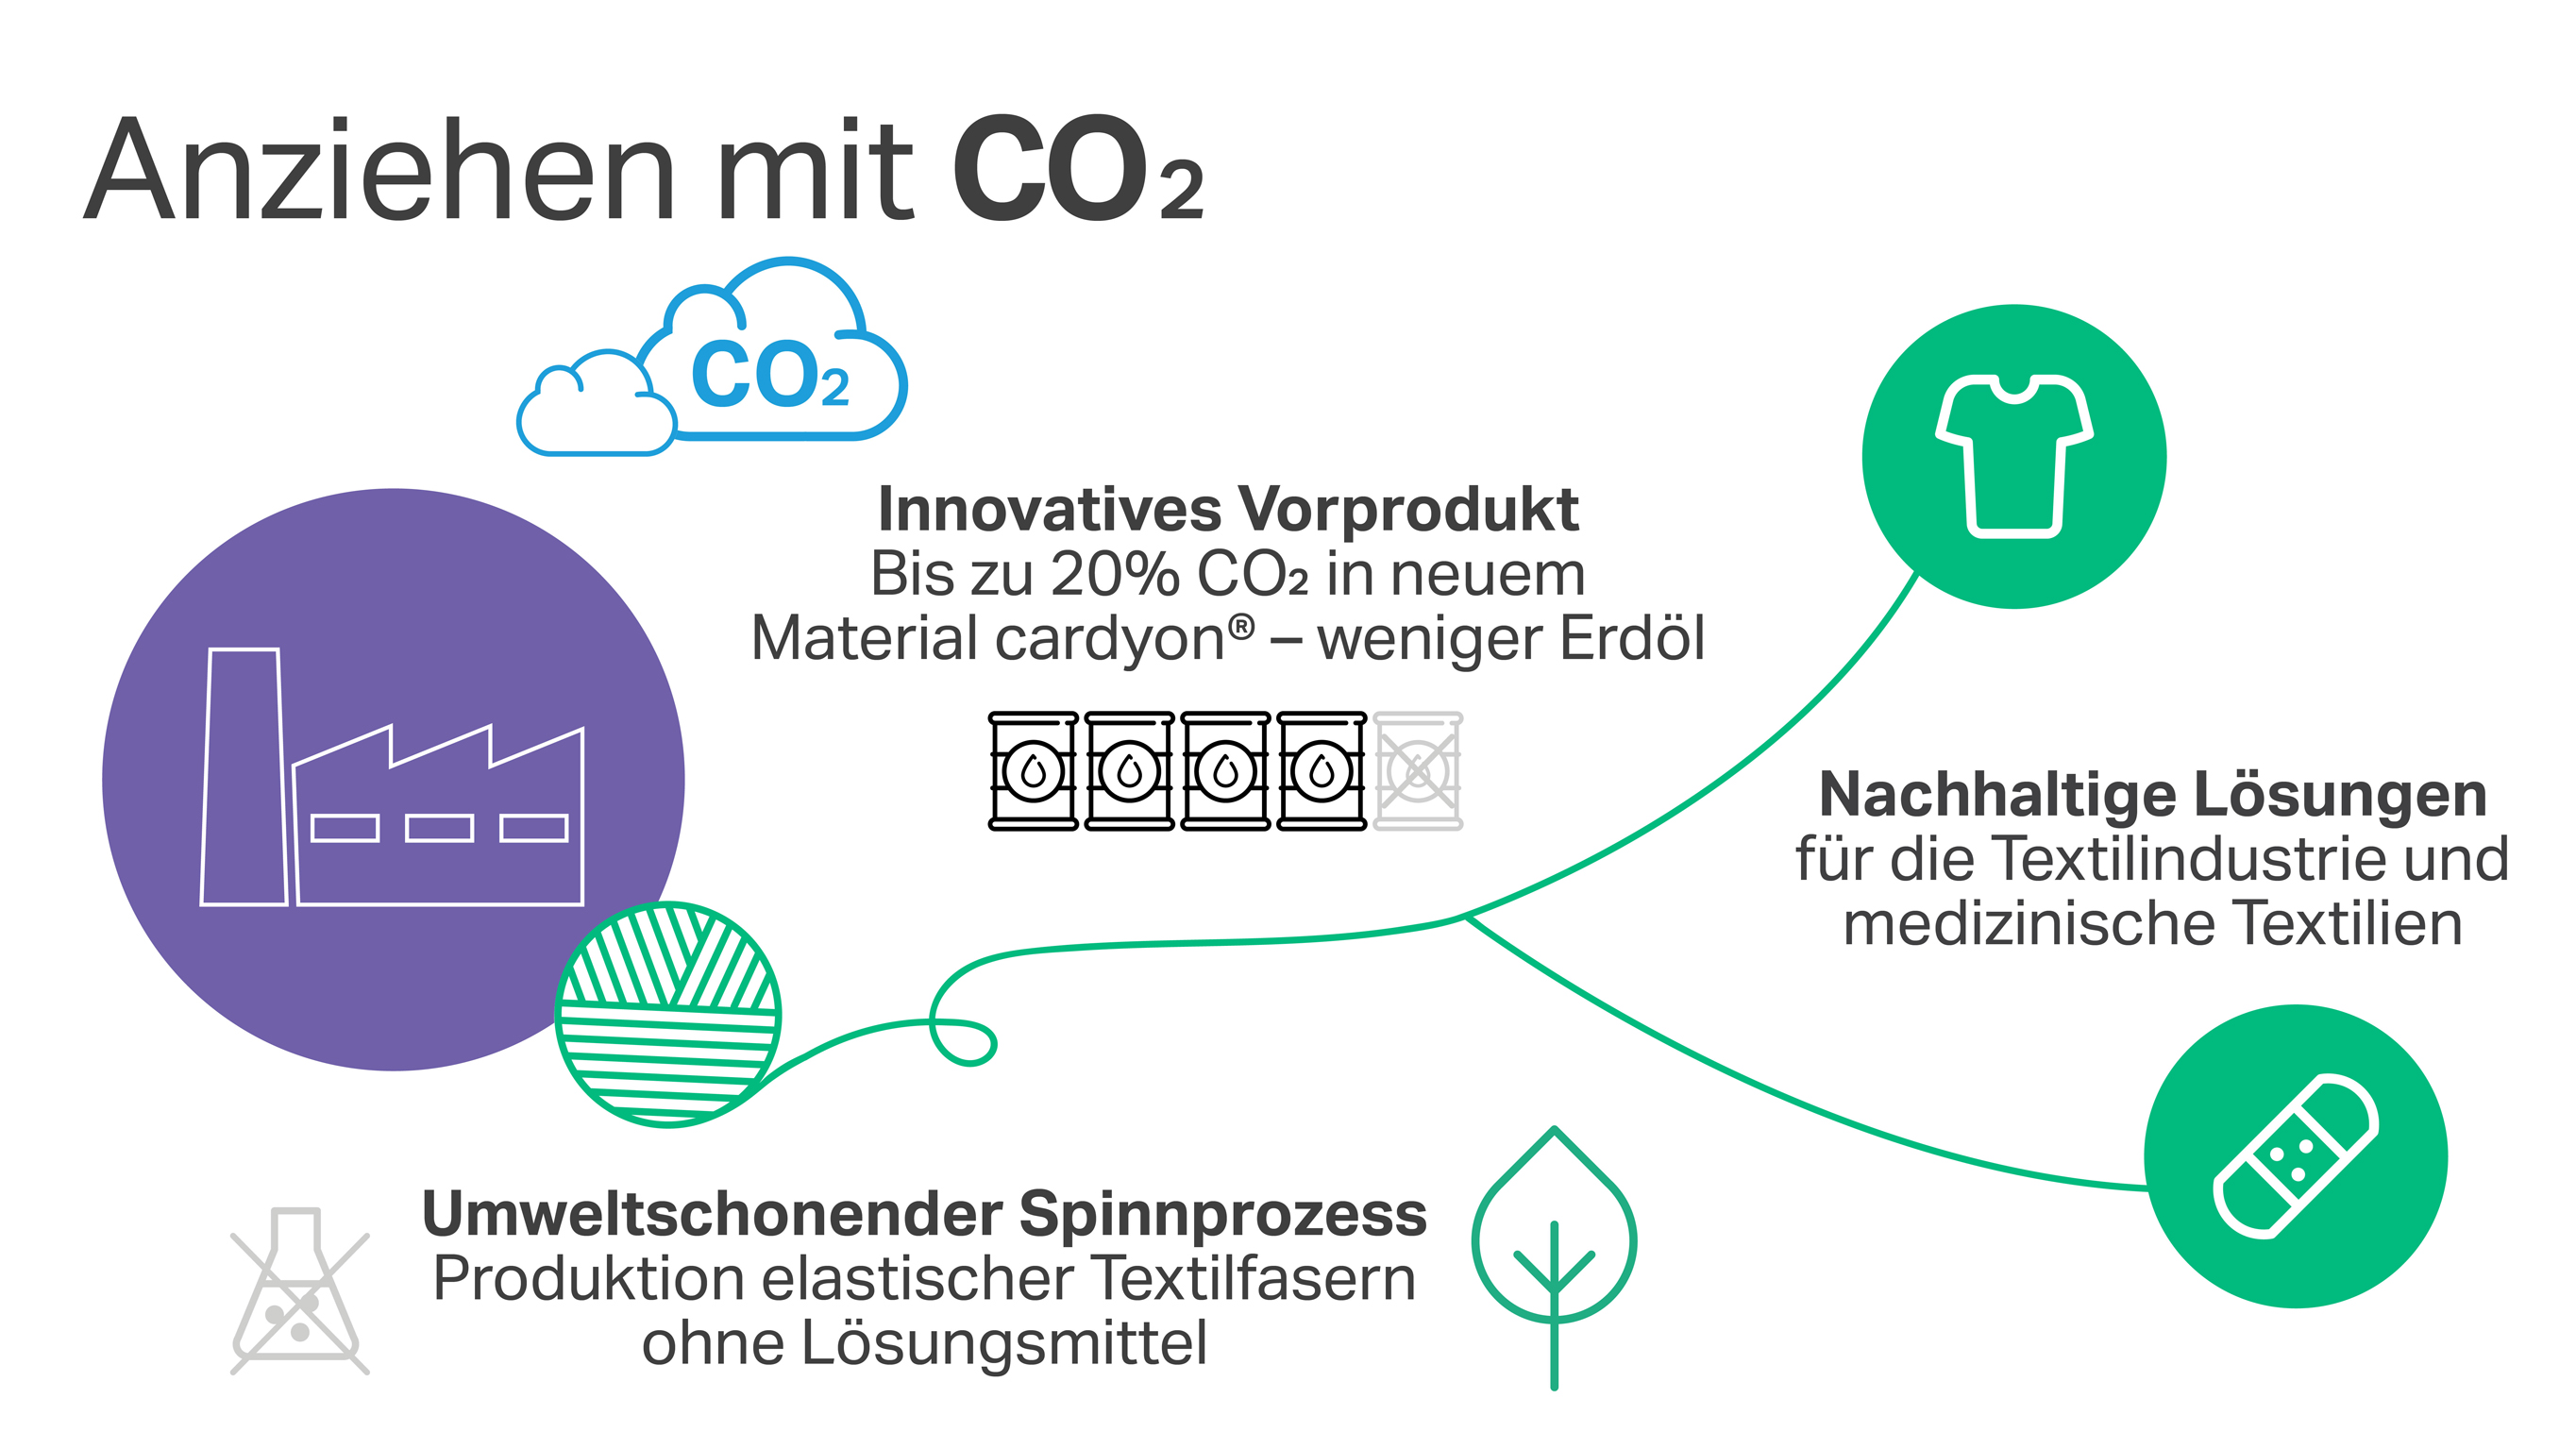 Anziehen mit CO₂
CO₂
Innovatives Vorprodukt
Bis zu 20% CO₂ in neuem
Material cardyon® – weniger Erdöl
Nachhaltige Lösungen
für die Textilindustrie und
medizinische Textilien
Umweltschonender Spinnprozess
Produktion elastischer Textilfasern
ohne Lösungsmittel